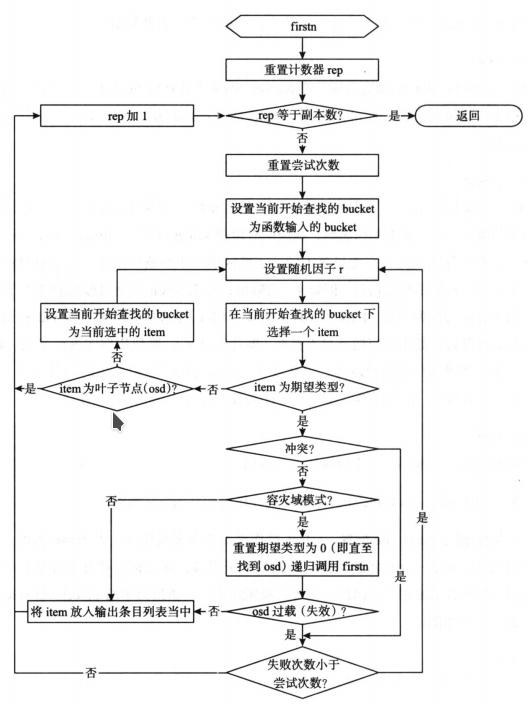 firstn
重置计数器 rep
rep 加 1
rep 等于副本数?
是
返回
否
重置尝试次数
设置当前开始查找的 bucket
为函数输入的 bucket
设置随机因子 r
设置当前开始查找的 bucket
为当前选中的 item
在当前开始查找的 bucket 下
选择一个 item
否
是
item 为叶子节点(osd)?
否
item 为期望类型?
是
冲突?
否
否
容灾域模式?
是
是
是
重置期望类型为 0 (即直至
找到 osd) 递归调用 firstn
将 item 放入输出条目列表当中
否
osd 过载 (失效) ?
是
否
失败次数小于
尝试次数?